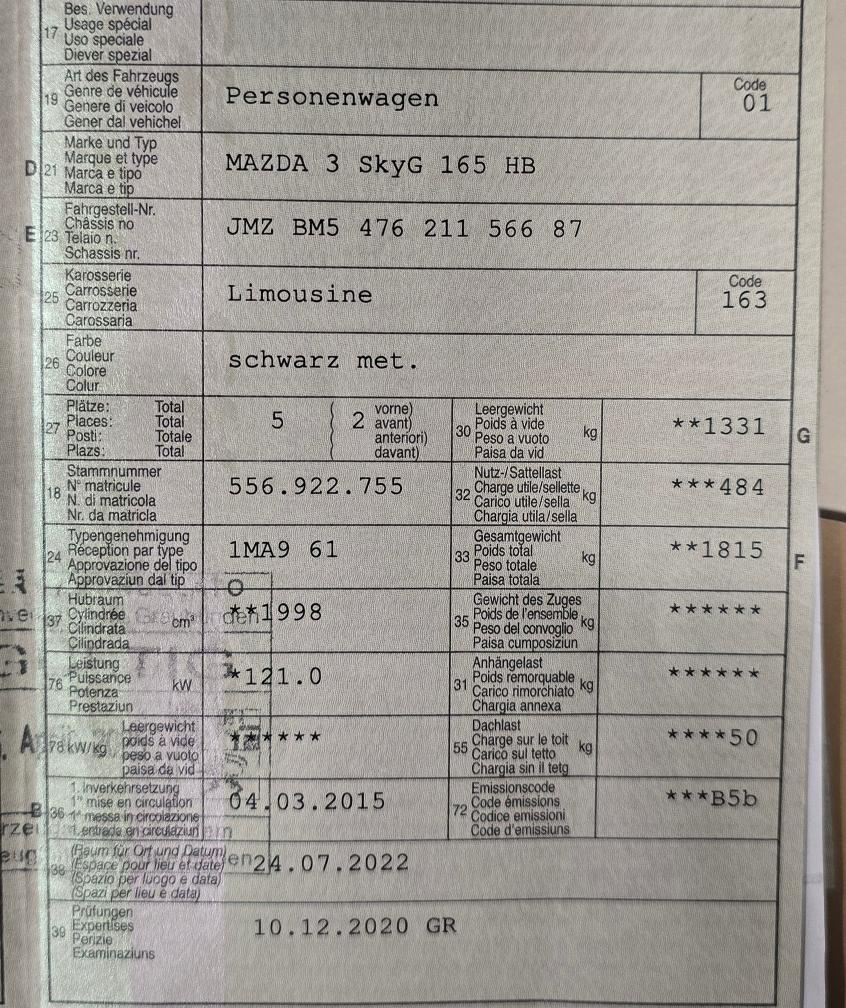 17 Bes. Verwendung
Usage spécial
Uso speciale
Diever spezial
19 Art des Fahrzeugs
Genre de véhicule
Genere di veicolo
Gener dal vehichel
Personenwagen
Code
01
D 21 Marke und Typ
Marque et type
Marca e tipo
Marca e tip
MAZDA 3 SkyG 165 HB
E 23 Fahrgestell-Nr.
Châssis no
Telaio n.
Schassis nr.
JMZ BM5 476 211 566 87
25 Karosserie
Carrosserie
Carrozzeria
Carossaria
Limousine
Code
163
26 Farbe
Couleur
Colore
Colur
schwarz met.
27 Plätze: Total
Places: Total
Posti: Totale
Plazs: Total
5 2 vorne)
avant)
anteriori)
davant)
30 Leergewicht
Poids à vide
Peso a vuoto
Paisa da vid
kg
**1331
G
18 Stammnummer
N° matricule
N. di matricola
Nr. da matricla
556.922.755
32 Nutz-/Sattellast
Charge utile/sellette
Carico utile/sella
Chargia utila/sella
kg
***484
24 Typengenehmigung
Réception par type
Approvazione del tipo
Approvaziun dal tip
1MA9 61
33 Gesamtgewicht
Poids total
Peso totale
Paisa totala
kg
**1815
F
37 Hubraum
Cylindrée
Cilindrata
Cilindrada
cm³
**1998
35 Gewicht des Zuges
Poids de l'ensemble
Peso del convoglio
Paisa cumposiziun
kg
******
76 Leistung
Puissance
Potenza
Prestaziun
kW
*121.0
31 Anhängelast
Poids remorquable
Carico rimorchiato
Chargia annexa
kg
******
78 kW/kg Leergewicht
poids à vide
peso a vuoto
paisa da vid
******
55 Dachlast
Charge sur le toit
Carico sul tetto
Chargia sin il tetg
kg
****50
B 36 1. Inverkehrsetzung
1re mise en circulation
1a messa in circolazione
1. entrada en circulaziun
04.03.2015
72 Emissionscode
Code émissions
Codice emissioni
Code d'emissiuns
***B5b
38 (Raum für Ort und Datum)
(Espace pour lieu et date)
(Spazio per luogo e data)
(Spazi per lieu e data)
24.07.2022
39 Prüfungen
Expertises
Perizie
Examinaziuns
10.12.2020 GR